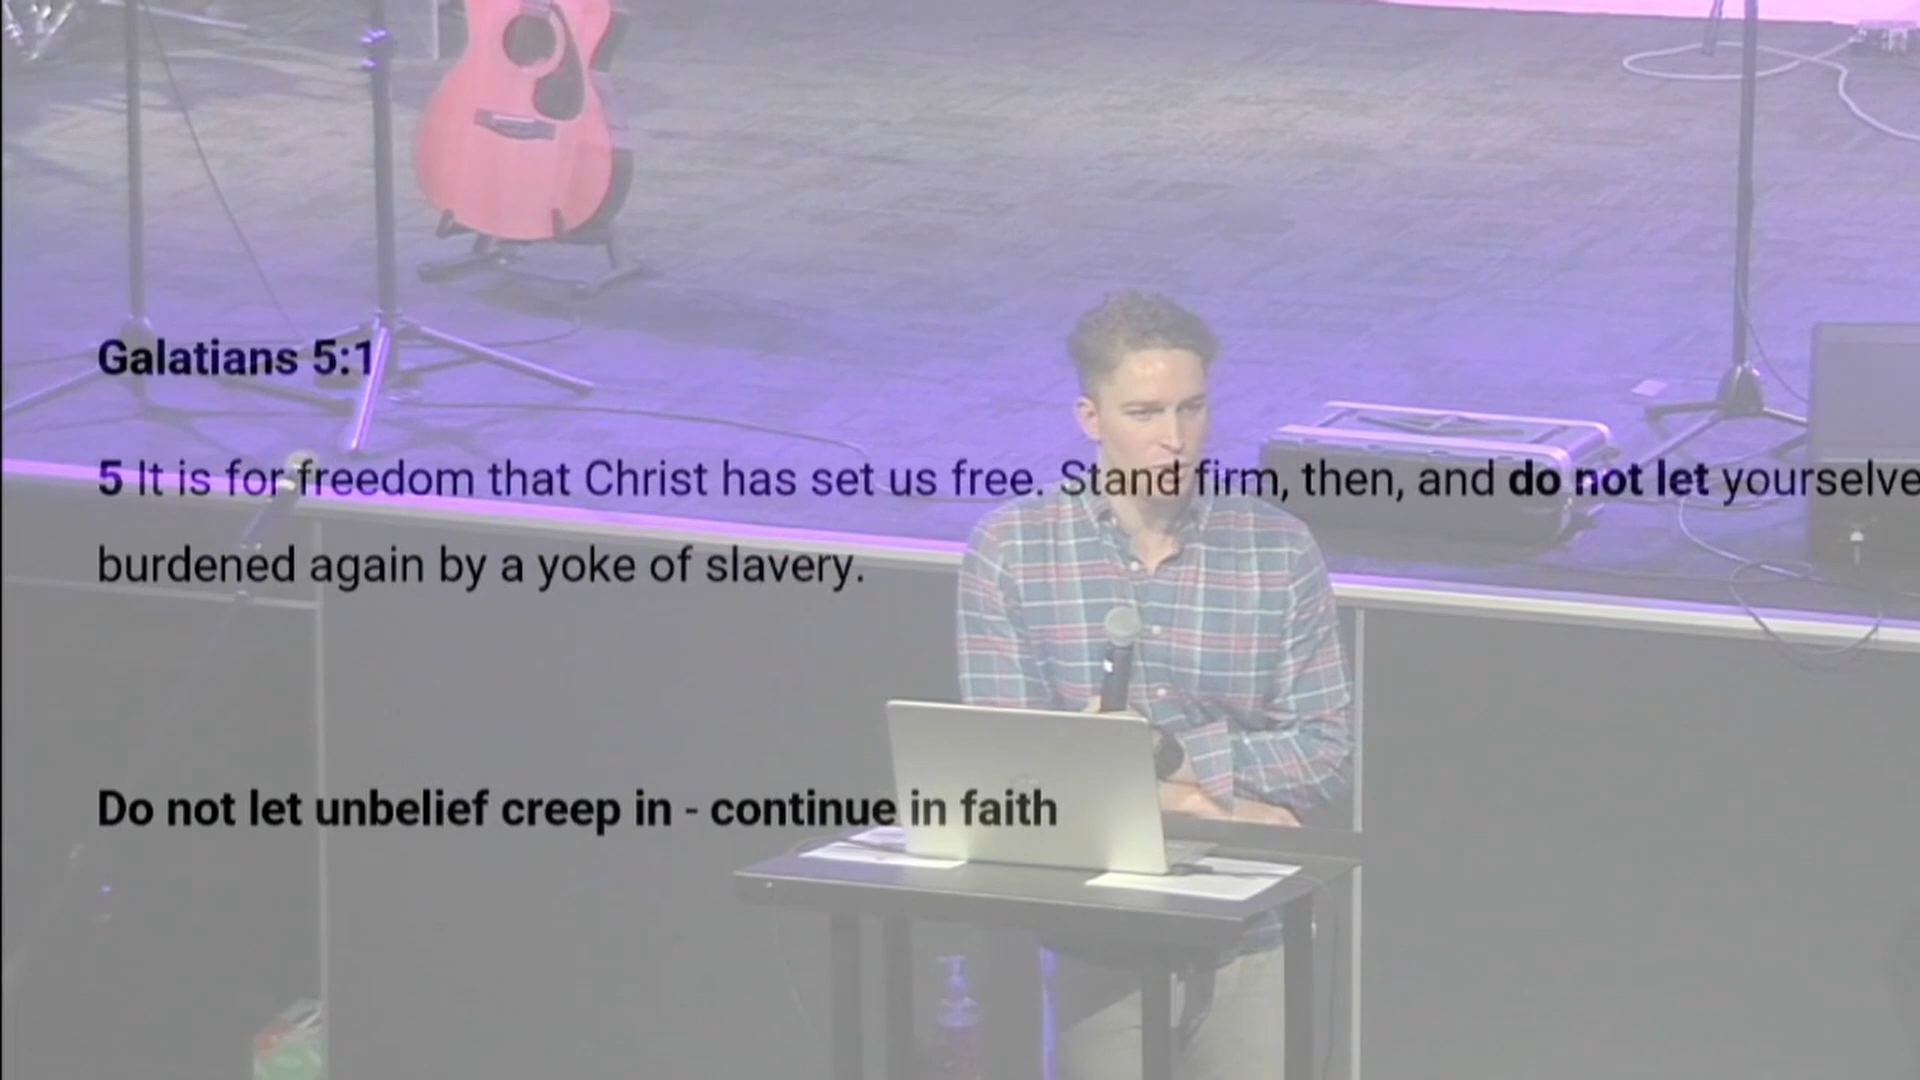 Galatians 5:1
5 It is for freedom that Christ has set us free. Stand firm, then, and do not let yourselve
burdened again by a yoke of slavery.
Do not let unbelief creep in - continue in faith